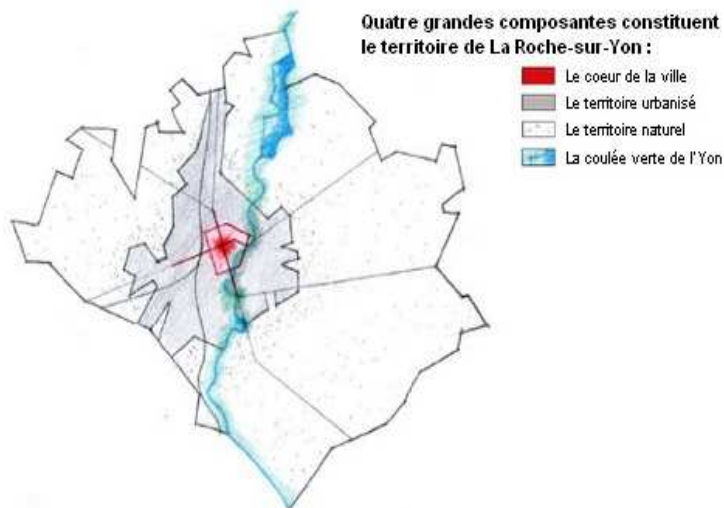 Quatre grandes composantes constituent
le territoire de La Roche-sur-Yon :
Le coeur de la ville
Le territoire urbanisé
Le territoire naturel
La coulée verte de l'Yon